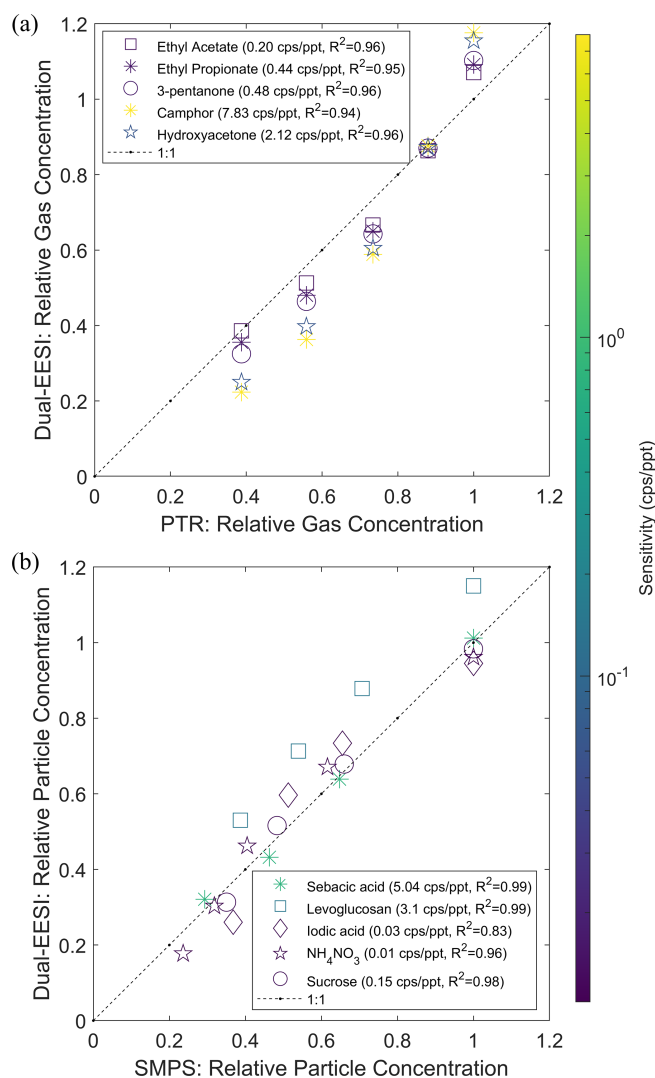 (a)
1.2
1
0.8
0.6
0.4
0.2
0
Dual-EESI: Relative Gas Concentration
Ethyl Acetate (0.20 cps/ppt, R²=0.96)
Ethyl Propionate (0.44 cps/ppt, R²=0.95)
3-pentanone (0.48 cps/ppt, R²=0.96)
Camphor (7.83 cps/ppt, R²=0.94)
Hydroxyacetone (2.12 cps/ppt, R²=0.96)
1:1
0 0.2 0.4 0.6 0.8 1 1.2
PTR: Relative Gas Concentration
(b)
1.2
1
0.8
0.6
0.4
0.2
0
Dual-EESI: Relative Particle Concentration
Sebacic acid (5.04 cps/ppt, R²=0.99)
Levoglucosan (3.1 cps/ppt, R²=0.99)
Iodic acid (0.03 cps/ppt, R²=0.83)
NH₄NO₃ (0.01 cps/ppt, R²=0.96)
Sucrose (0.15 cps/ppt, R²=0.98)
1:1
0 0.2 0.4 0.6 0.8 1 1.2
SMPS: Relative Particle Concentration
10⁰
10⁻¹
Sensitivity (cps/ppt)